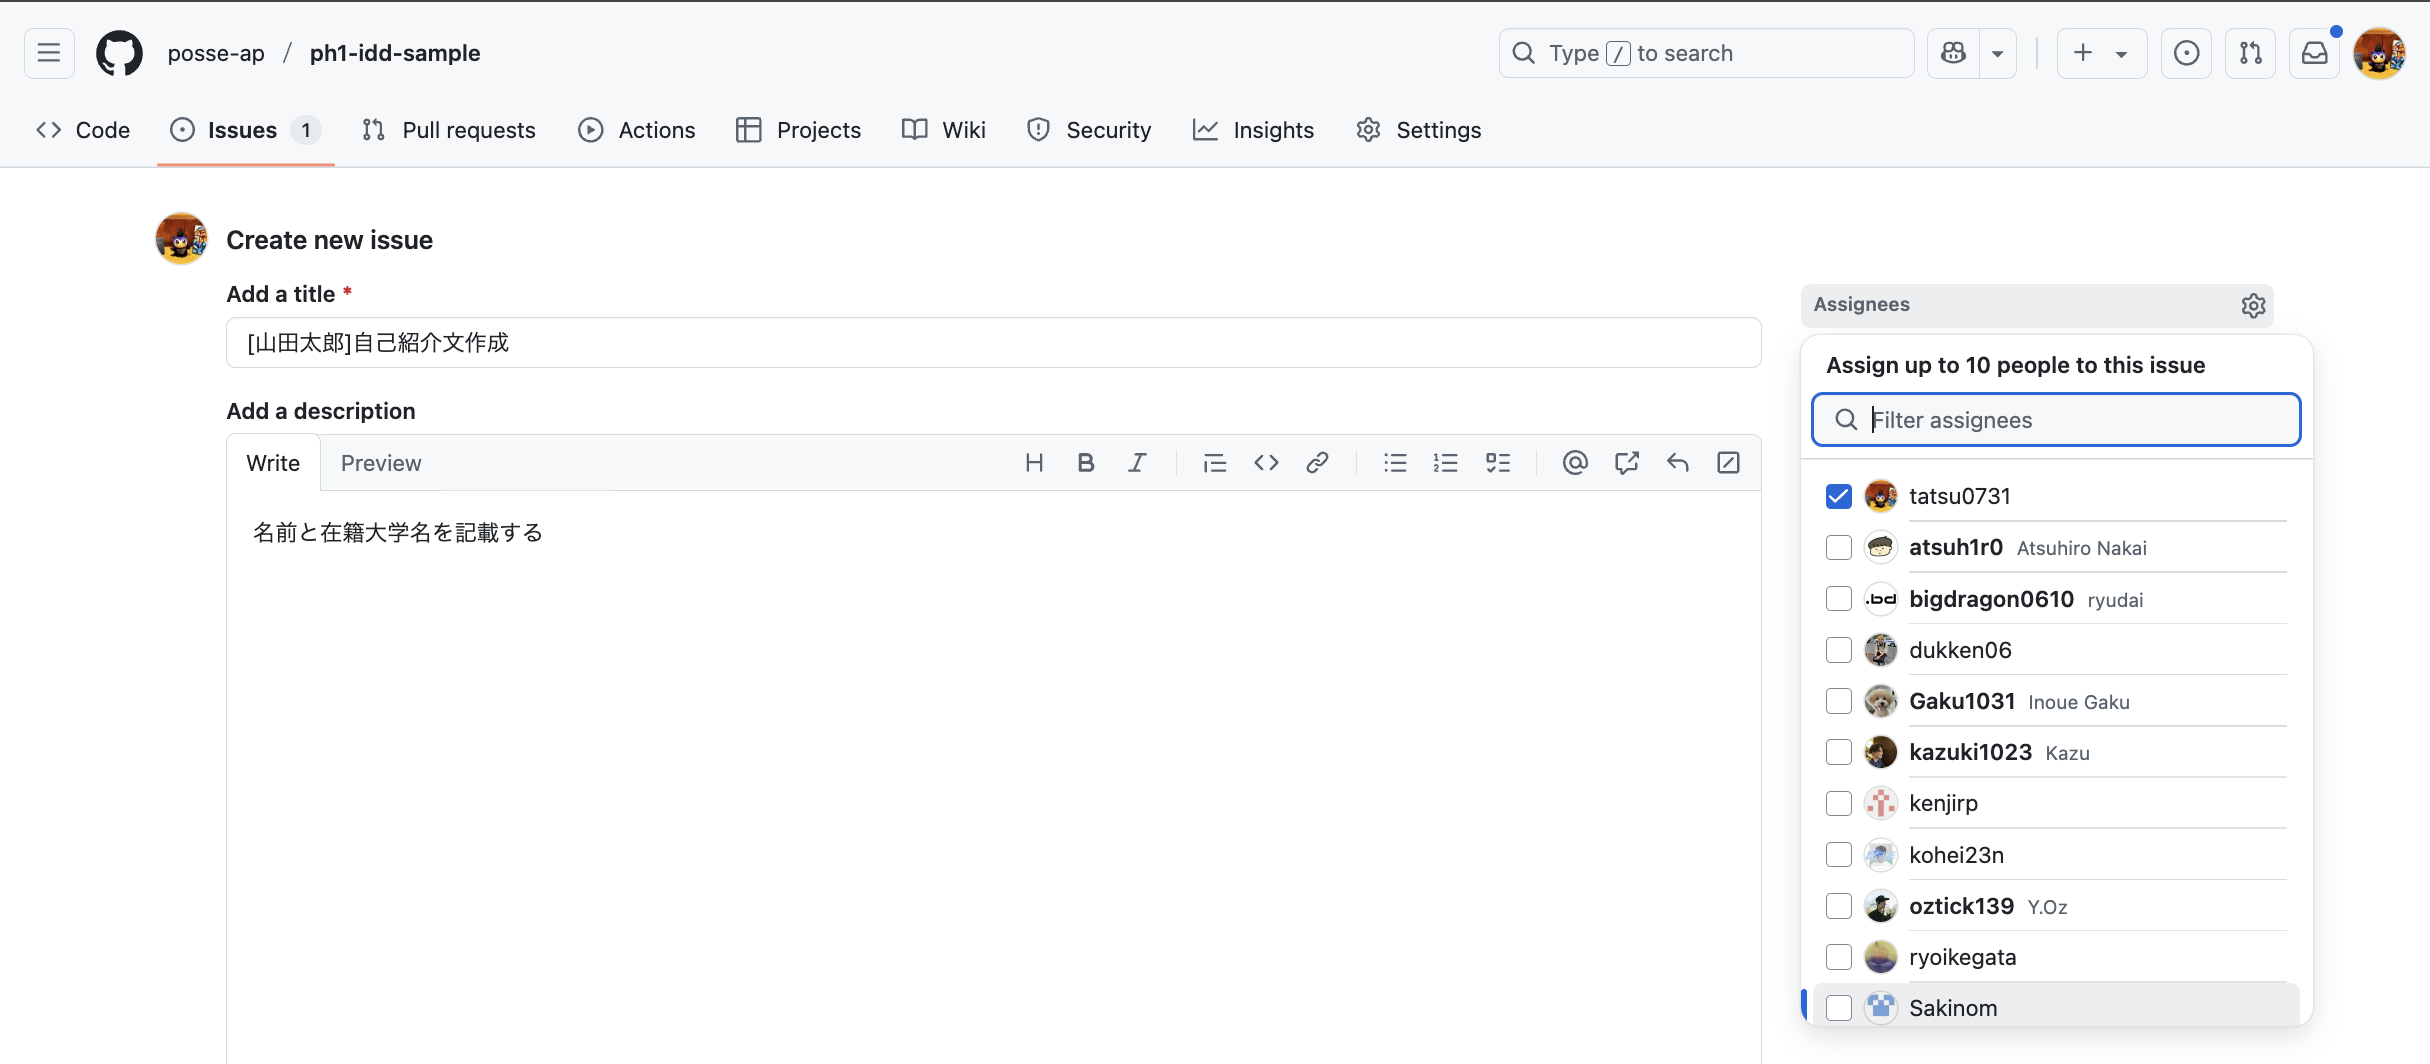 posse-ap / ph1-idd-sample
Type / to search
Code
Issues 1
Pull requests
Actions
Projects
Wiki
Security
Insights
Settings
Create new issue
Add a title *
[山田太郎]自己紹介文作成
Add a description
Write
Preview
名前と在籍大学名を記載する
Assignees
Assign up to 10 people to this issue
Filter assignees
tatsu0731
atsuh1r0 Atsuhiro Nakai
.bd bigdragon0610 ryudai
dukken06
Gaku1031 Inoue Gaku
kazuki1023 Kazu
kenjirp
kohei23n
oztick139 Y.Oz
ryoikegata
Sakinom